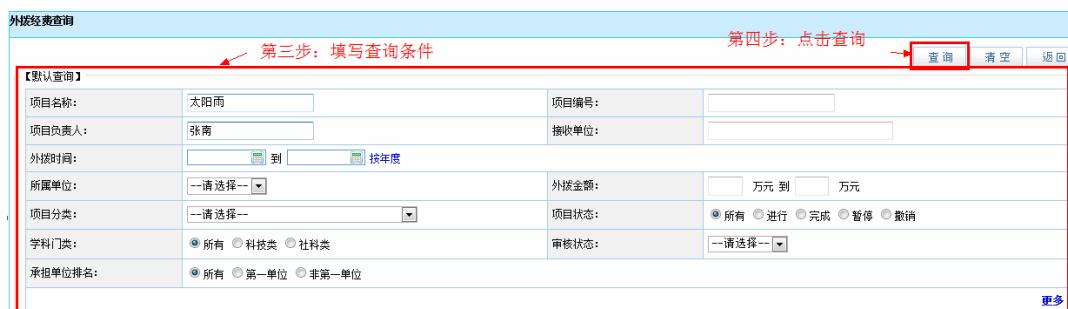 外拨经费查询
第三步：填写查询条件
第四步：点击查询
查 询 清 空 返 回
【默认查询】
项目名称： 太阳雨 项目编号：
项目负责人： 张南 接收单位：
外拨时间： 到 按年度
所属单位： --请选择-- 外拨金额： 万元 到 万元
项目分类： --请选择-- 项目状态： 所有 进行 完成 暂停 撤销
学科门类： 所有 科技类 社科类 审核状态： --请选择--
承担单位排名： 所有 第一单位 非第一单位
更多